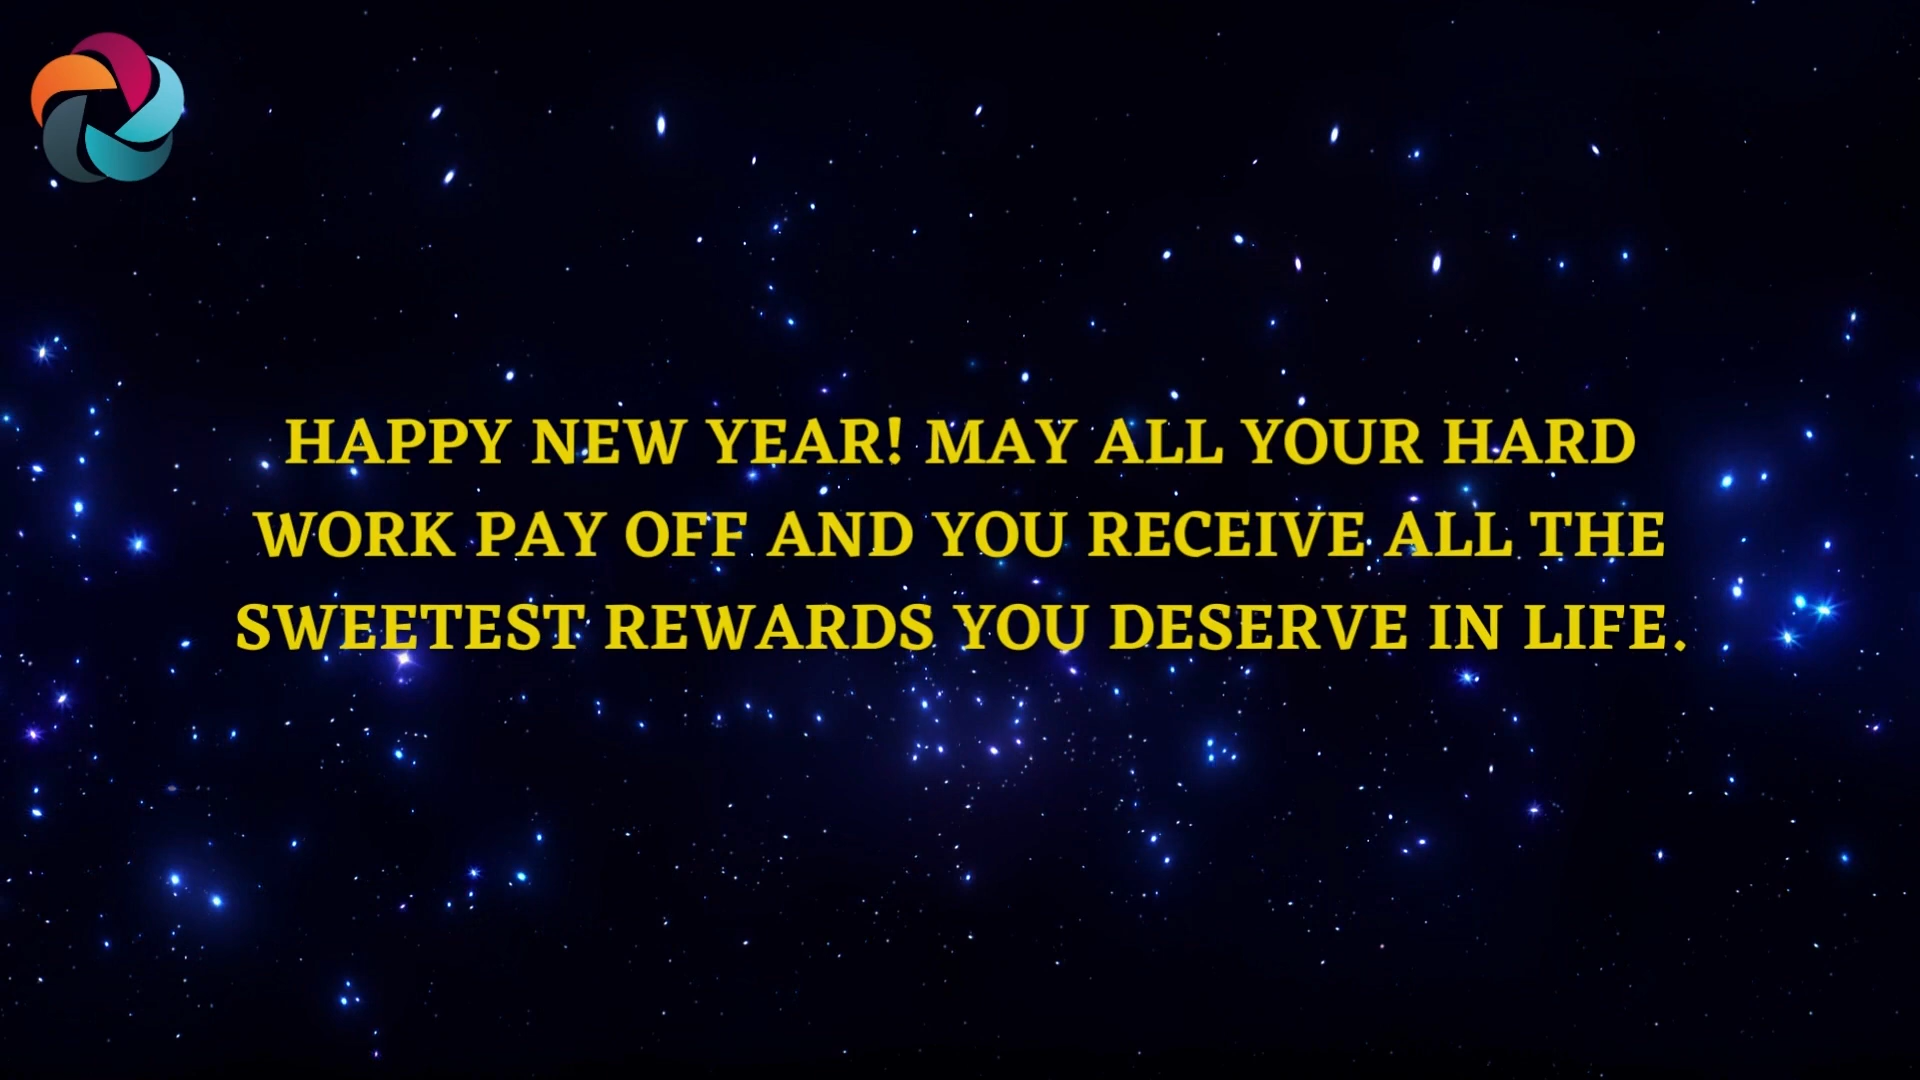 HAPPY NEW YEAR! MAY ALL YOUR HARD
WORK PAY OFF AND YOU RECEIVE ALL THE
SWEETEST REWARDS YOU DESERVE IN LIFE.